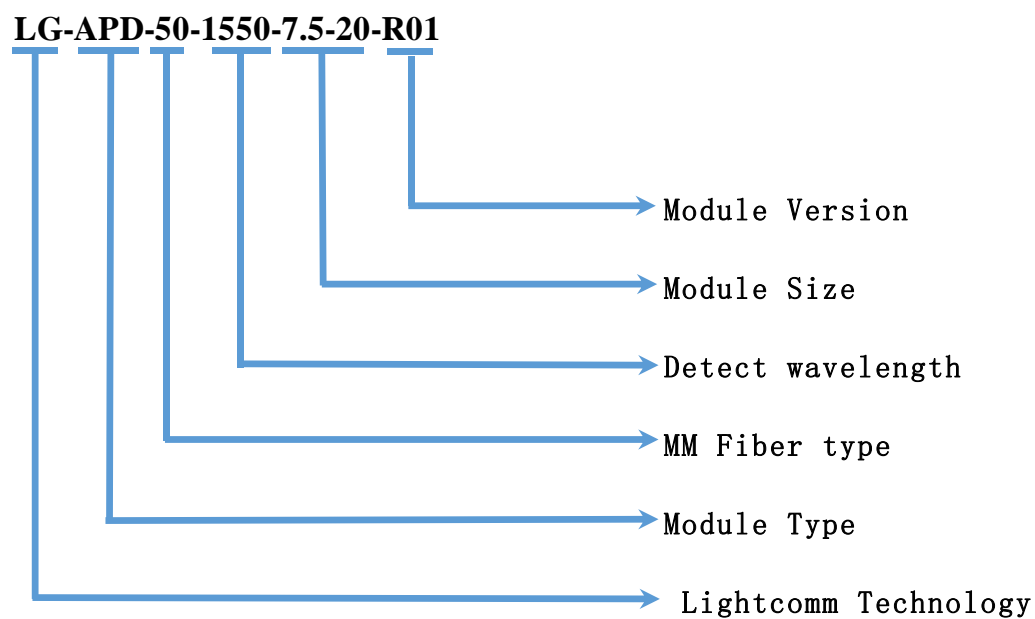 LG-APD-50-1550-7.5-20-R01
Module Version
Module Size
Detect wavelength
MM Fiber type
Module Type
Lightcomm Technology